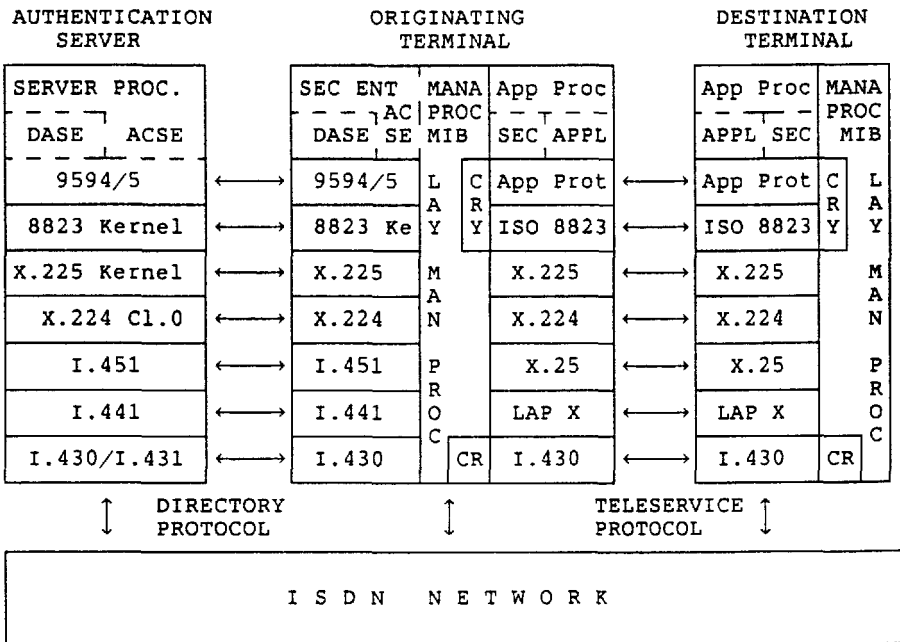 AUTHENTICATION ORIGINATING DESTINATION
SERVER TERMINAL TERMINAL
SERVER PROC. SEC ENT MANA App Proc App Proc MANA
AC PROC PROC
DASE ACSE DASE SE MIB SEC APPL APPL SEC MIB
9594/5 9594/5 App Prot App Prot
8823 Kernel 8823 Ke ISO 8823 ISO 8823
X.225 Kernel X.225 X.225 X.225
X.224 Cl.0 X.224 X.224 X.224
I.451 I.451 X.25 X.25
I.441 I.441 LAP X LAP X
I.430/I.431 I.430 CR I.430 I.430 CR
LAY MAN PROC
CRY
CRY
LAY MAN PROC
DIRECTORY TELESERVICE
PROTOCOL PROTOCOL
ISDN NETWORK